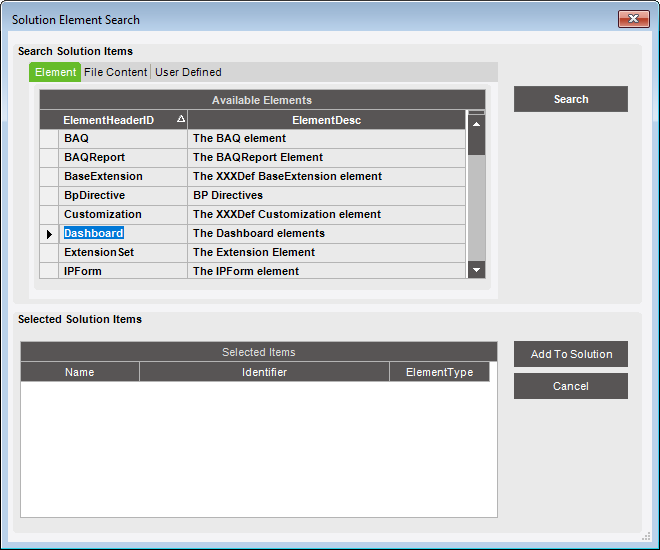 Solution Element Search
Search Solution Items
Element File Content User Defined
Available Elements
Search
ElementHeaderID ElementDesc
BAQ The BAQ element
BAQReport The BAQReport Element
BaseExtension The XXXDef BaseExtension element
BpDirective BP Directives
Customization The XXXDef Customization element
Dashboard The Dashboard elements
ExtensionSet The Extension Element
IPForm The IPForm element
Selected Solution Items
Selected Items
Add To Solution
Name Identifier ElementType
Cancel